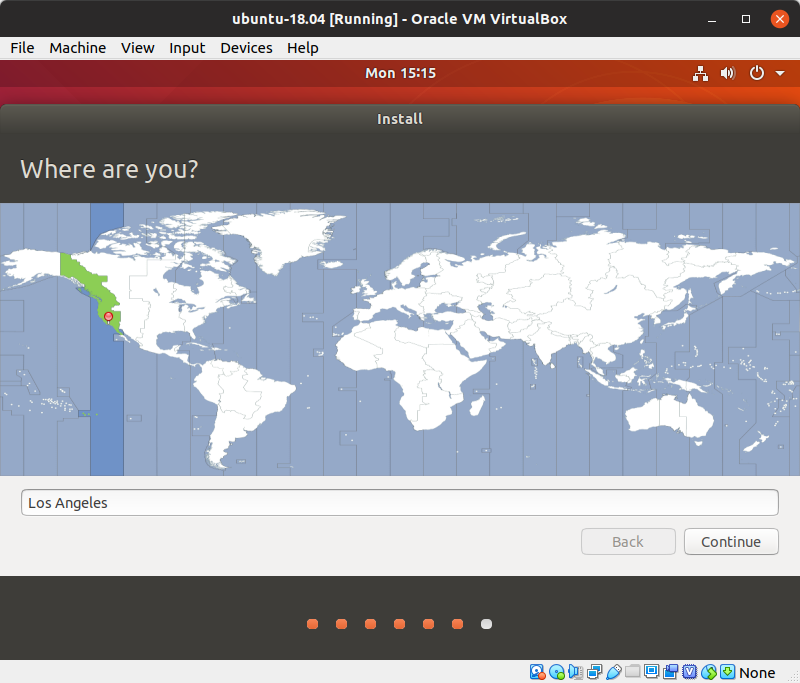 ubuntu-18.04 [Running] - Oracle VM VirtualBox
File Machine View Input Devices Help
Mon 15:15
Install
Where are you?
Los Angeles
Back Continue
None